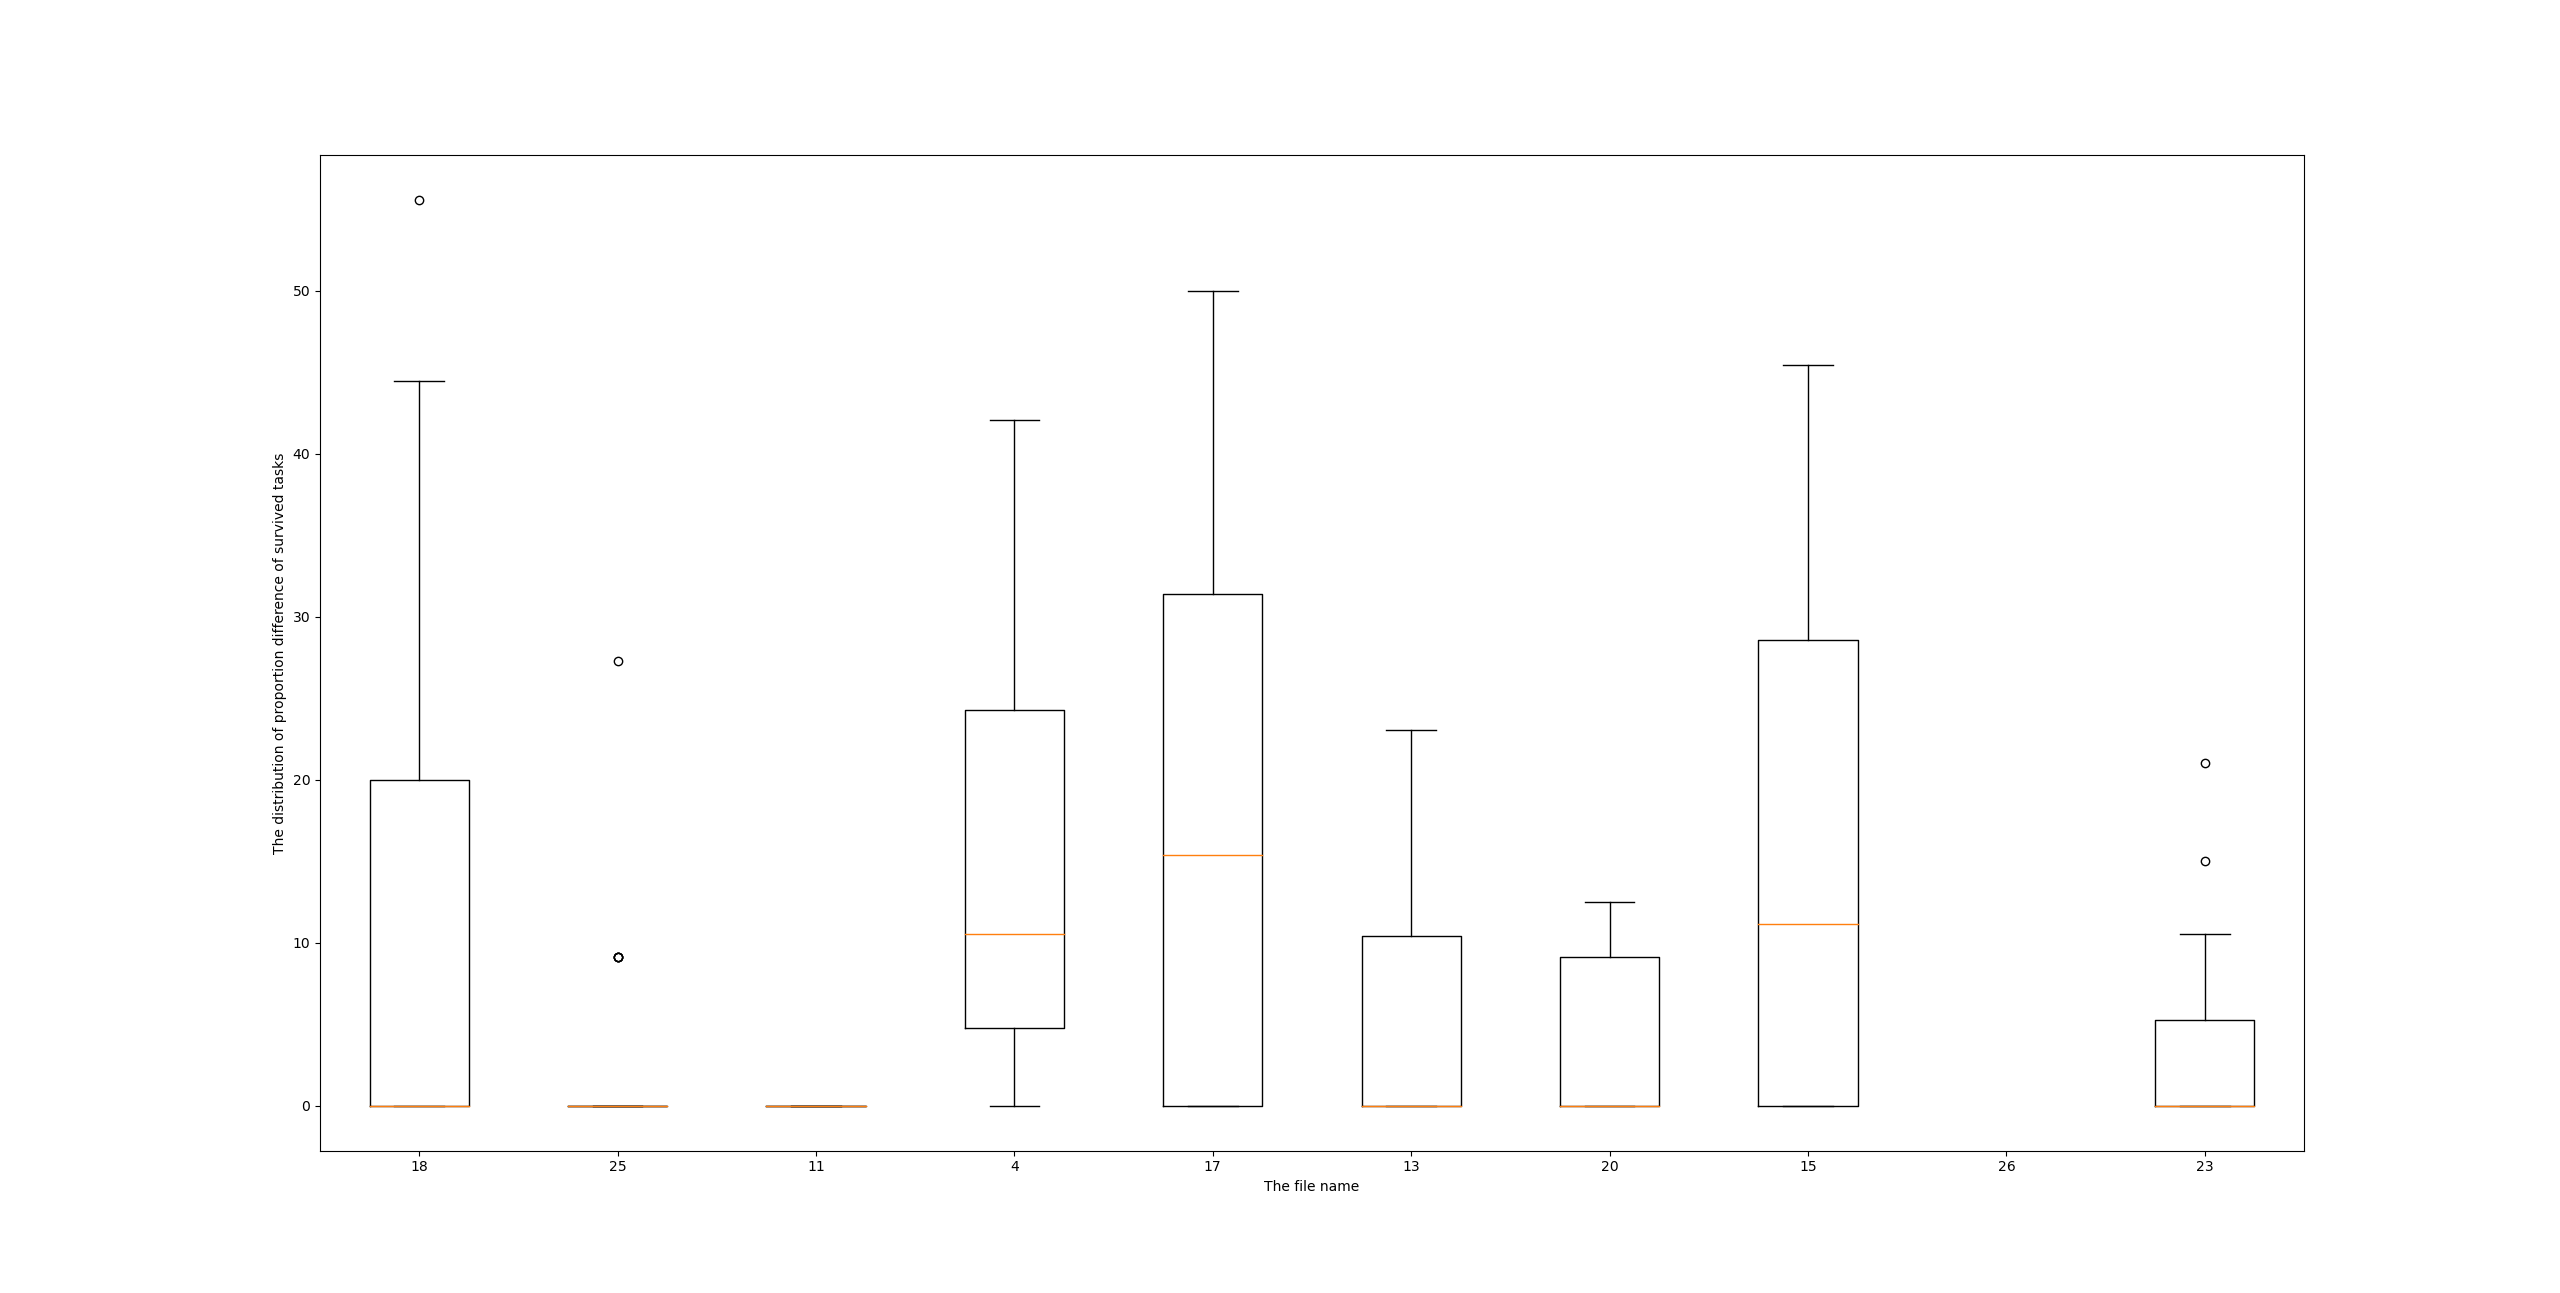 The distribution of proportion difference of survived tasks
50
40
30
20
10
0
18 25 11 4 17 13 20 15 26 23
The file name